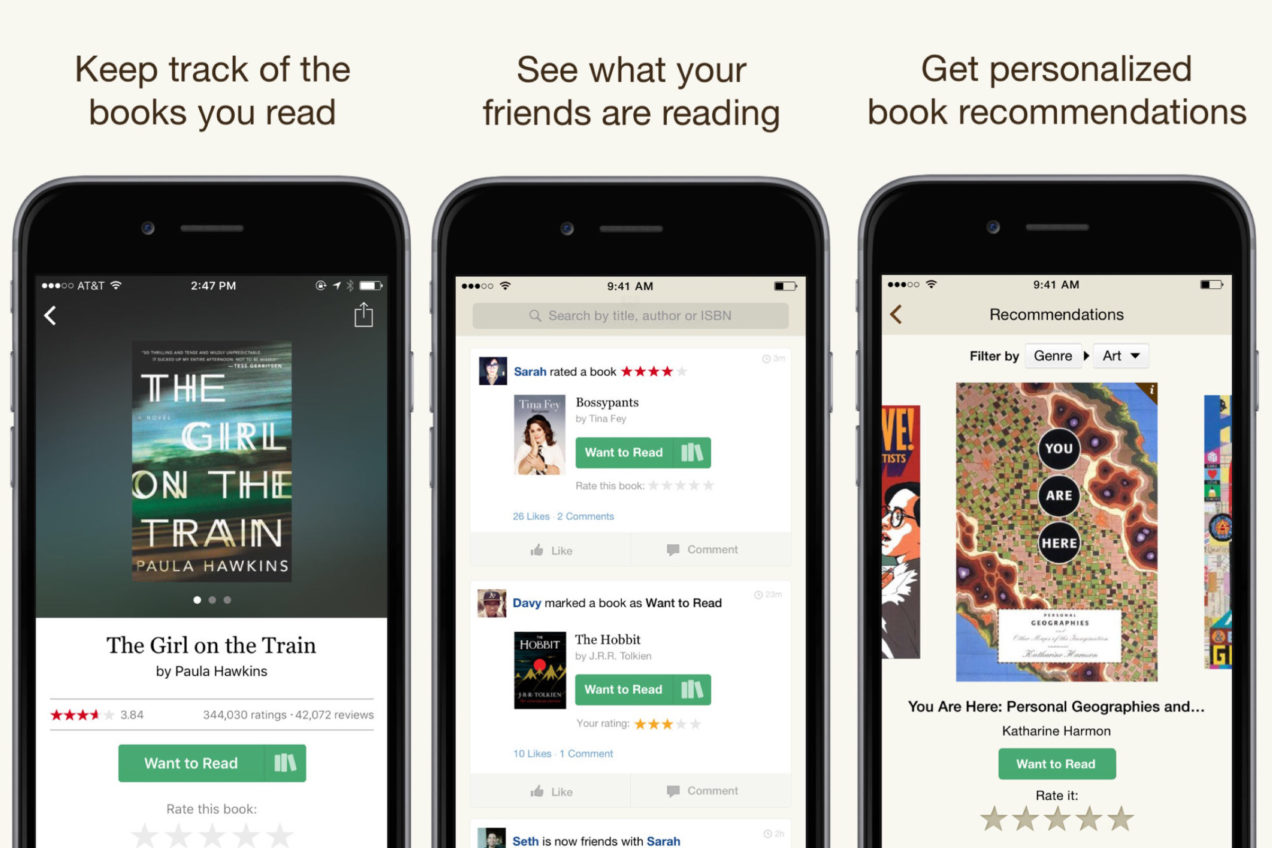 Keep track of the
books you read
AT&T
2:47 PM
"SO THRILLING AND TENSE AND WILDLY UNPREDICTABLE,
IT SUCKED UP MY ENTIRE AFTERNOON. NOT TO BE MISSED."
—TESS GERRITSEN
THE
A NOVEL
GIRL
ON THE
TRAIN
PAULA HAWKINS
The Girl on the Train
by Paula Hawkins
3.84
344,030 ratings · 42,072 reviews
Want to Read
Rate this book:
See what your
friends are reading
9:41 AM
Search by title, author or ISBN
3m
Sarah rated a book
Tina Fey
Bossypants
by Tina Fey
Want to Read
Rate this book:
26 Likes · 2 Comments
Like
Comment
23m
Davy marked a book as Want to Read
THE
HOBBIT
J.R.R. TOLKIEN
The Hobbit
by J.R.R. Tolkien
Want to Read
Your rating:
10 Likes · 1 Comment
Like
Comment
2h
Seth is now friends with Sarah
Get personalized
book recommendations
9:41 AM
Recommendations
Filter by Genre Art
i
VE!
TISTS
YOU
ARE
HERE
PERSONAL
GEOGRAPHIES
and
Other Maps of the Imagination
Katharine Harmon
You Are Here: Personal Geographies and...
Katharine Harmon
Want to Read
Rate it: